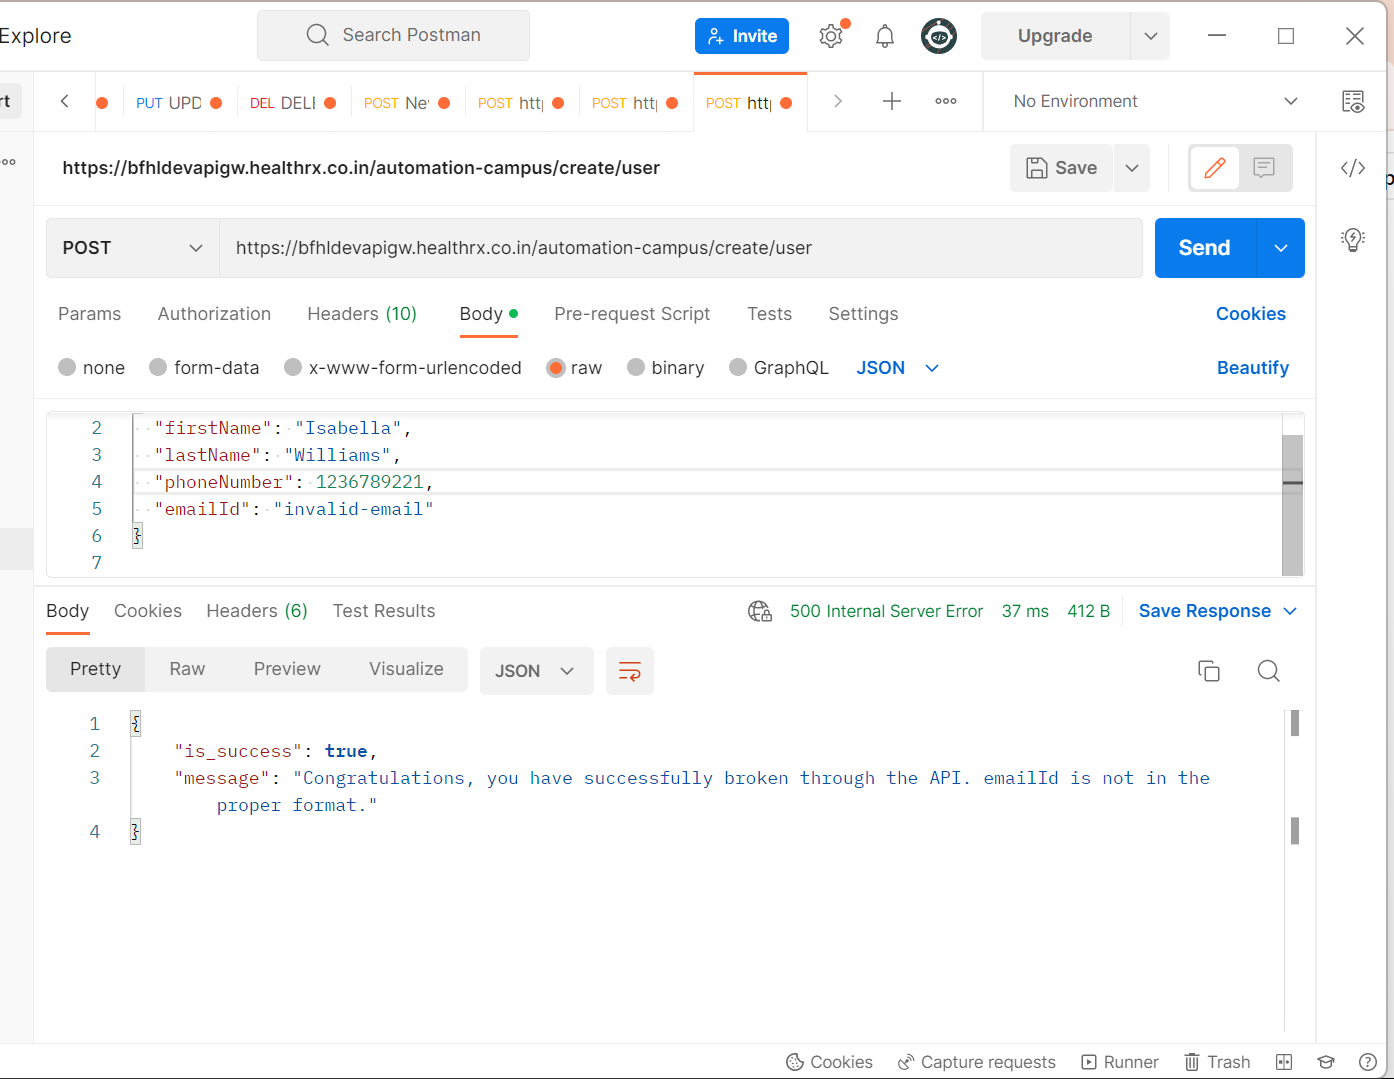 Explore
Search Postman
Invite
Upgrade
rt
PUT UPD
DEL DELE
POST Ne
POST htt
POST htt
POST htt
No Environment
https://bfhldevapigw.healthrx.co.in/automation-campus/create/user
Save
POST
https://bfhldevapigw.healthrx.co.in/automation-campus/create/user
Send
Params
Authorization
Headers (10)
Body
Pre-request Script
Tests
Settings
Cookies
none
form-data
x-www-form-urlencoded
raw
binary
GraphQL
JSON
Beautify
2 "firstName": "Isabella",
3 "lastName": "Williams",
4 "phoneNumber": 1236789221,
5 "emailId": "invalid-email"
6 }
7
Body
Cookies
Headers (6)
Test Results
500 Internal Server Error
37 ms
412 B
Save Response
Pretty
Raw
Preview
Visualize
JSON
1 {
2 "is_success": true,
3 "message": "Congratulations, you have successfully broken through the API. emailId is not in the
proper format."
4 }
Cookies
Capture requests
Runner
Trash